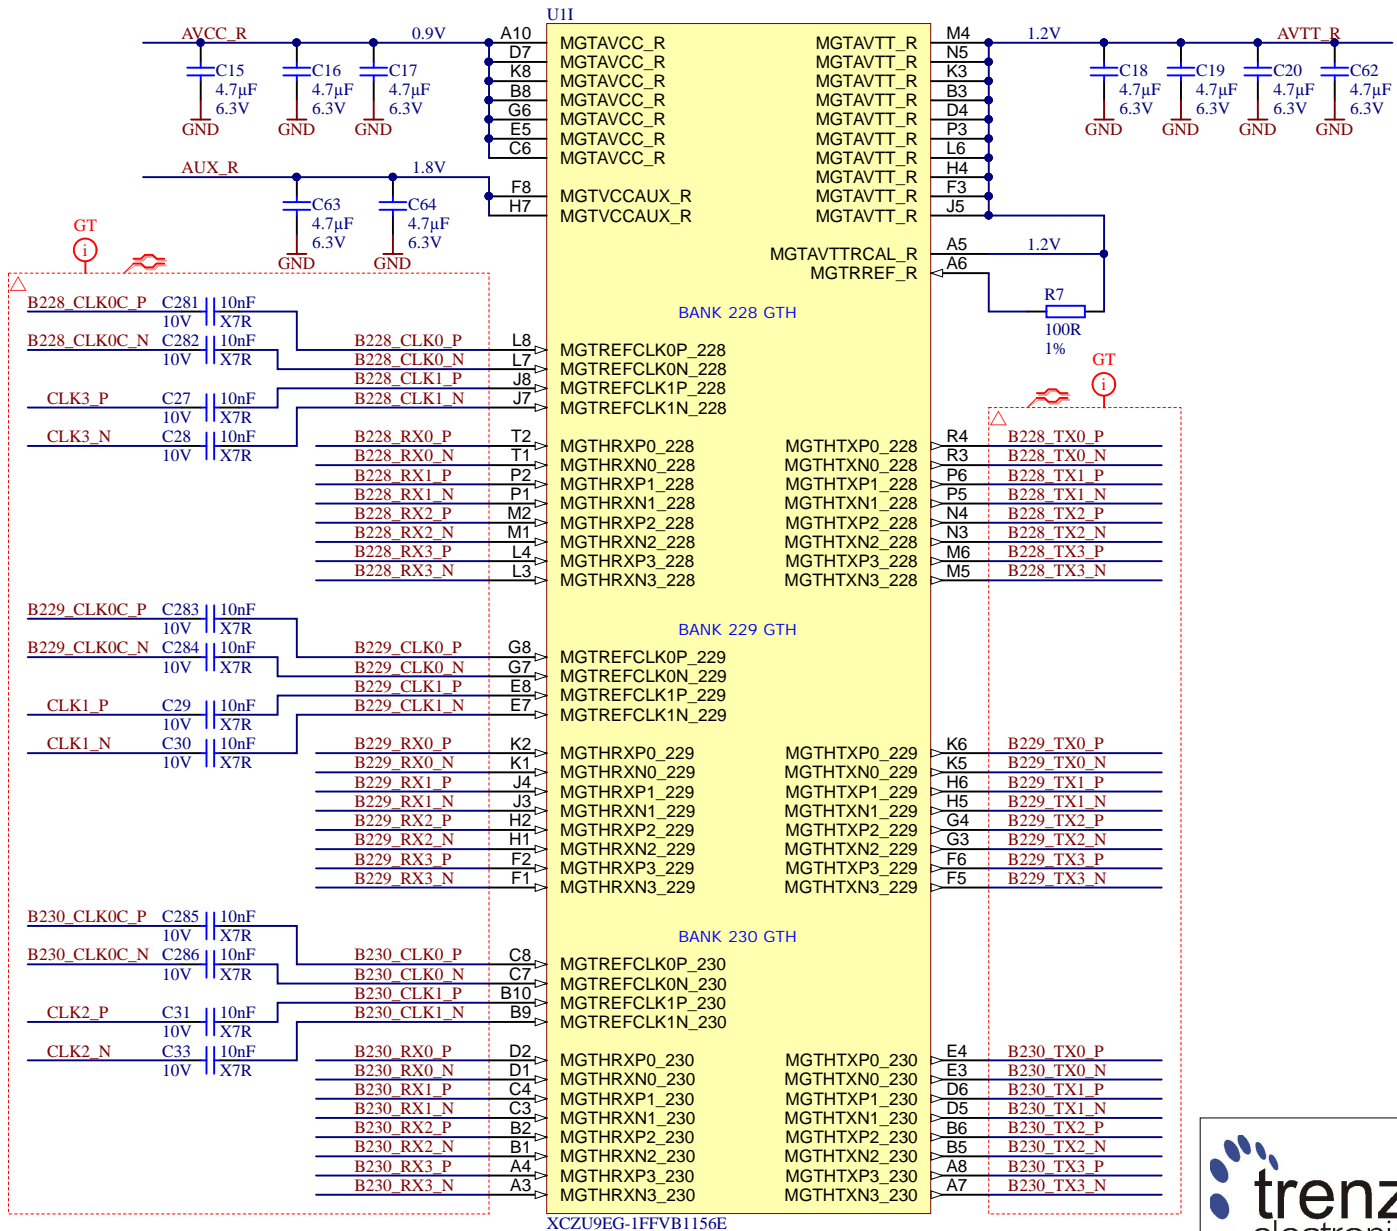 U1I
AVCC_R 0.9V
C15 4.7µF 6.3V GND
C16 4.7µF 6.3V GND
C17 4.7µF 6.3V GND
A10 MGTAVCC_R
D7 MGTAVCC_R
K8 MGTAVCC_R
B8 MGTAVCC_R
G6 MGTAVCC_R
E5 MGTAVCC_R
C6 MGTAVCC_R
AUX_R 1.8V
C63 4.7µF 6.3V GND
C64 4.7µF 6.3V GND
F8 MGTVCCAUX_R
H7 MGTVCCAUX_R
MGTAVTT_R M4
MGTAVTT_R N5
MGTAVTT_R K3
MGTAVTT_R B3
MGTAVTT_R D4
MGTAVTT_R P3
MGTAVTT_R L6
MGTAVTT_R H4
MGTAVTT_R F3
MGTAVTT_R J5
1.2V AVTT_R
C18 4.7µF 6.3V GND
C19 4.7µF 6.3V GND
C20 4.7µF 6.3V GND
C62 4.7µF 6.3V GND
MGTAVTTRCAL_R A5 1.2V
MGTRREF_R A6
R7
100R
1%
GT
i
GT
i
BANK 228 GTH
B228_CLK0C_P C281 10nF 10V X7R
B228_CLK0C_N C282 10nF 10V X7R
CLK3_P C27 10nF 10V X7R
CLK3_N C28 10nF 10V X7R
B228_CLK0_P L8 MGTREFCLK0P_228
B228_CLK0_N L7 MGTREFCLK0N_228
B228_CLK1_P J8 MGTREFCLK1P_228
B228_CLK1_N J7 MGTREFCLK1N_228
B228_RX0_P T2 MGTHRXP0_228 MGTHTXP0_228 R4 B228_TX0_P
B228_RX0_N T1 MGTHRXN0_228 MGTHTXN0_228 R3 B228_TX0_N
B228_RX1_P P2 MGTHRXP1_228 MGTHTXP1_228 P6 B228_TX1_P
B228_RX1_N P1 MGTHRXN1_228 MGTHTXN1_228 P5 B228_TX1_N
B228_RX2_P M2 MGTHRXP2_228 MGTHTXP2_228 N4 B228_TX2_P
B228_RX2_N M1 MGTHRXN2_228 MGTHTXN2_228 N3 B228_TX2_N
B228_RX3_P L4 MGTHRXP3_228 MGTHTXP3_228 M6 B228_TX3_P
B228_RX3_N L3 MGTHRXN3_228 MGTHTXN3_228 M5 B228_TX3_N
BANK 229 GTH
B229_CLK0C_P C283 10nF 10V X7R
B229_CLK0C_N C284 10nF 10V X7R
CLK1_P C29 10nF 10V X7R
CLK1_N C30 10nF 10V X7R
B229_CLK0_P G8 MGTREFCLK0P_229
B229_CLK0_N G7 MGTREFCLK0N_229
B229_CLK1_P E8 MGTREFCLK1P_229
B229_CLK1_N E7 MGTREFCLK1N_229
B229_RX0_P K2 MGTHRXP0_229 MGTHTXP0_229 K6 B229_TX0_P
B229_RX0_N K1 MGTHRXN0_229 MGTHTXN0_229 K5 B229_TX0_N
B229_RX1_P J4 MGTHRXP1_229 MGTHTXP1_229 H6 B229_TX1_P
B229_RX1_N J3 MGTHRXN1_229 MGTHTXN1_229 H5 B229_TX1_N
B229_RX2_P H2 MGTHRXP2_229 MGTHTXP2_229 G4 B229_TX2_P
B229_RX2_N H1 MGTHRXN2_229 MGTHTXN2_229 G3 B229_TX2_N
B229_RX3_P F2 MGTHRXP3_229 MGTHTXP3_229 F6 B229_TX3_P
B229_RX3_N F1 MGTHRXN3_229 MGTHTXN3_229 F5 B229_TX3_N
BANK 230 GTH
B230_CLK0C_P C285 10nF 10V X7R
B230_CLK0C_N C286 10nF 10V X7R
CLK2_P C31 10nF 10V X7R
CLK2_N C33 10nF 10V X7R
B230_CLK0_P C8 MGTREFCLK0P_230
B230_CLK0_N C7 MGTREFCLK0N_230
B230_CLK1_P B10 MGTREFCLK1P_230
B230_CLK1_N B9 MGTREFCLK1N_230
B230_RX0_P D2 MGTHRXP0_230 MGTHTXP0_230 E4 B230_TX0_P
B230_RX0_N D1 MGTHRXN0_230 MGTHTXN0_230 E3 B230_TX0_N
B230_RX1_P C4 MGTHRXP1_230 MGTHTXP1_230 D6 B230_TX1_P
B230_RX1_N C3 MGTHRXN1_230 MGTHTXN1_230 D5 B230_TX1_N
B230_RX2_P B2 MGTHRXP2_230 MGTHTXP2_230 B6 B230_TX2_P
B230_RX2_N B1 MGTHRXN2_230 MGTHTXN2_230 B5 B230_TX2_N
B230_RX3_P A4 MGTHRXP3_230 MGTHTXP3_230 A8 B230_TX3_P
B230_RX3_N A3 MGTHRXN3_230 MGTHTXN3_230 A7 B230_TX3_N
XCZU9EG-1FFVB1156E
trenz